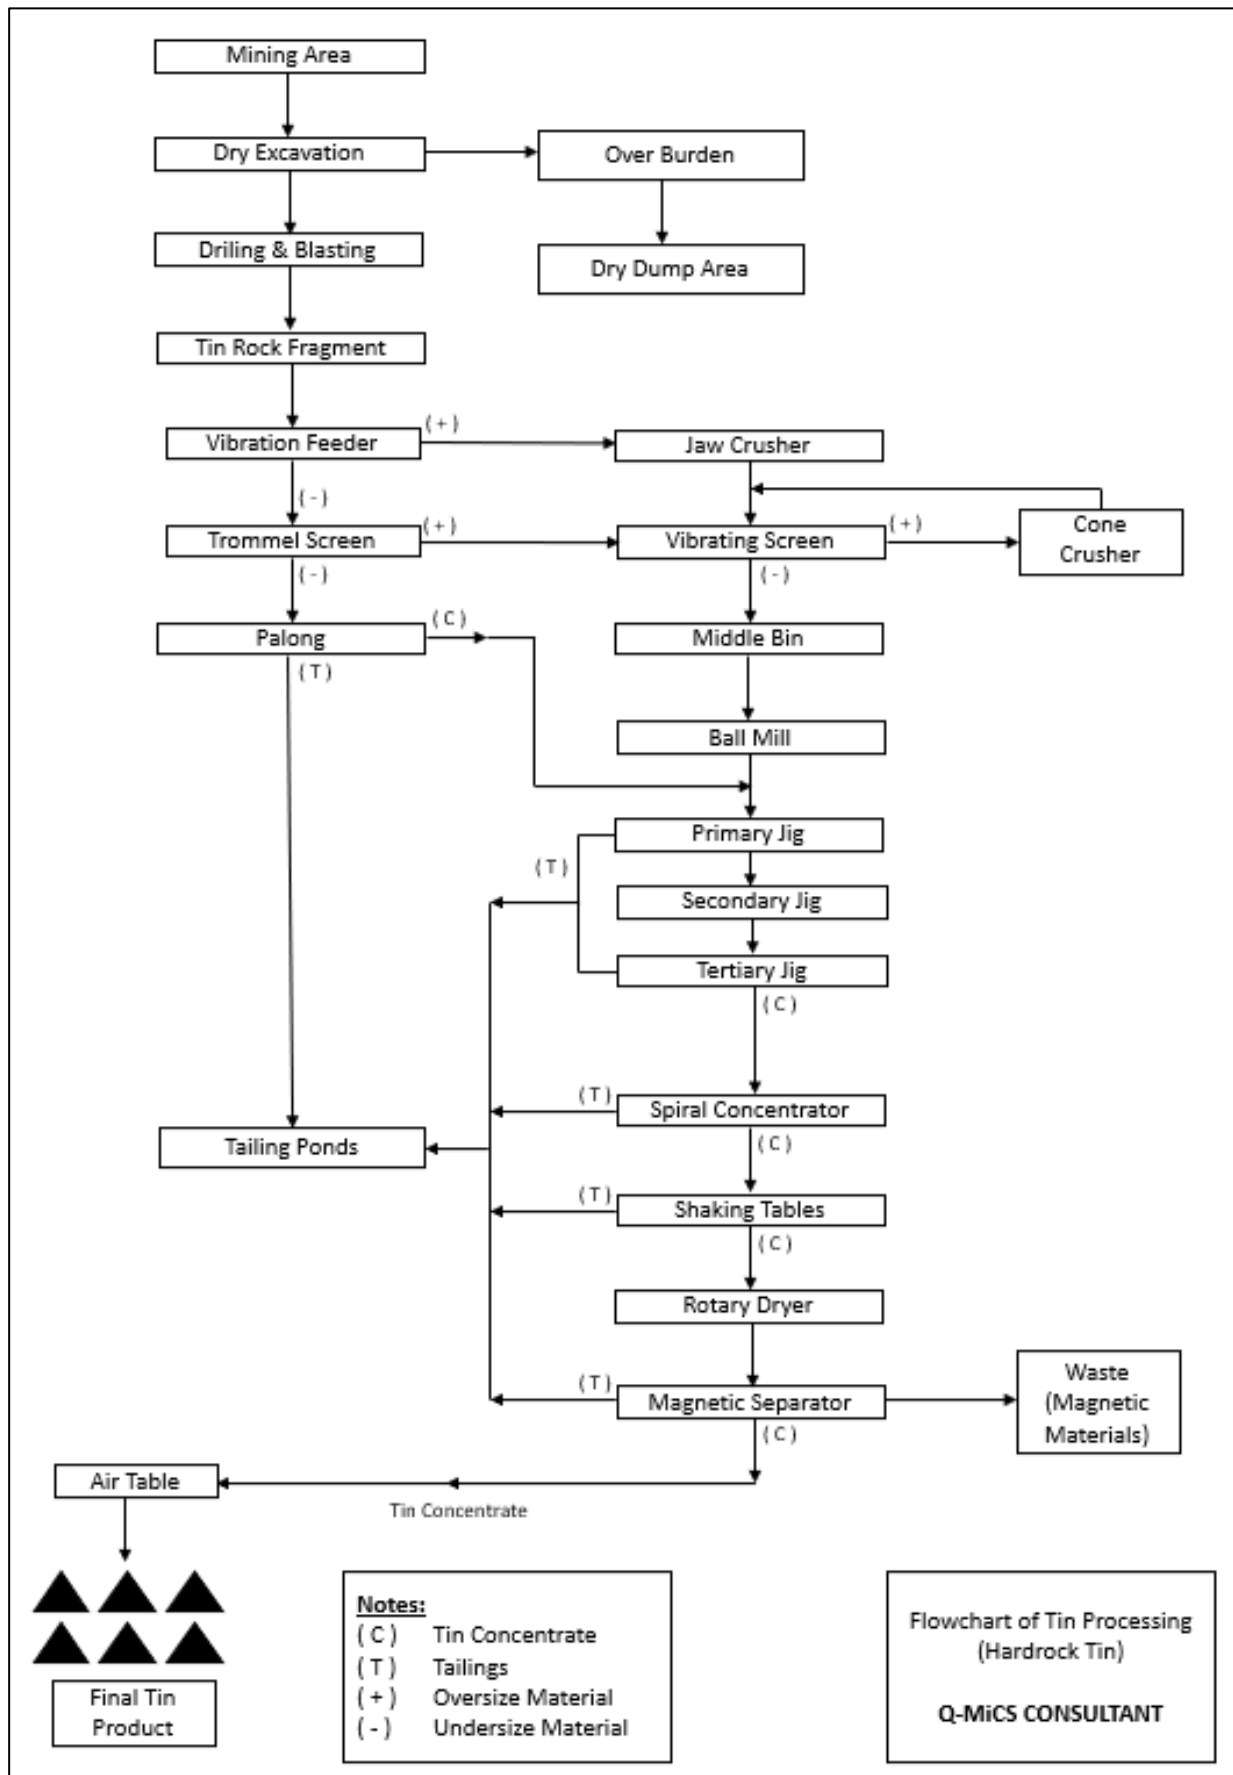 Mining Area
Dry Excavation
Over Burden
Driling & Blasting
Dry Dump Area
Tin Rock Fragment
Vibration Feeder
( + )
Jaw Crusher
( - )
Trommel Screen
( + )
Vibrating Screen
( + )
Cone
Crusher
( - )
( - )
Palong
( C )
Middle Bin
( T )
Ball Mill
Primary Jig
( T )
Secondary Jig
Tertiary Jig
( C )
( T )
Spiral Concentrator
Tailing Ponds
( C )
( T )
Shaking Tables
( C )
Rotary Dryer
( T )
Magnetic Separator
Waste
(Magnetic
Materials)
( C )
Air Table
Tin Concentrate
Final Tin
Product
Notes:
( C ) Tin Concentrate
( T ) Tailings
( + ) Oversize Material
( - ) Undersize Material
Flowchart of Tin Processing
(Hardrock Tin)
Q-MiCS CONSULTANT